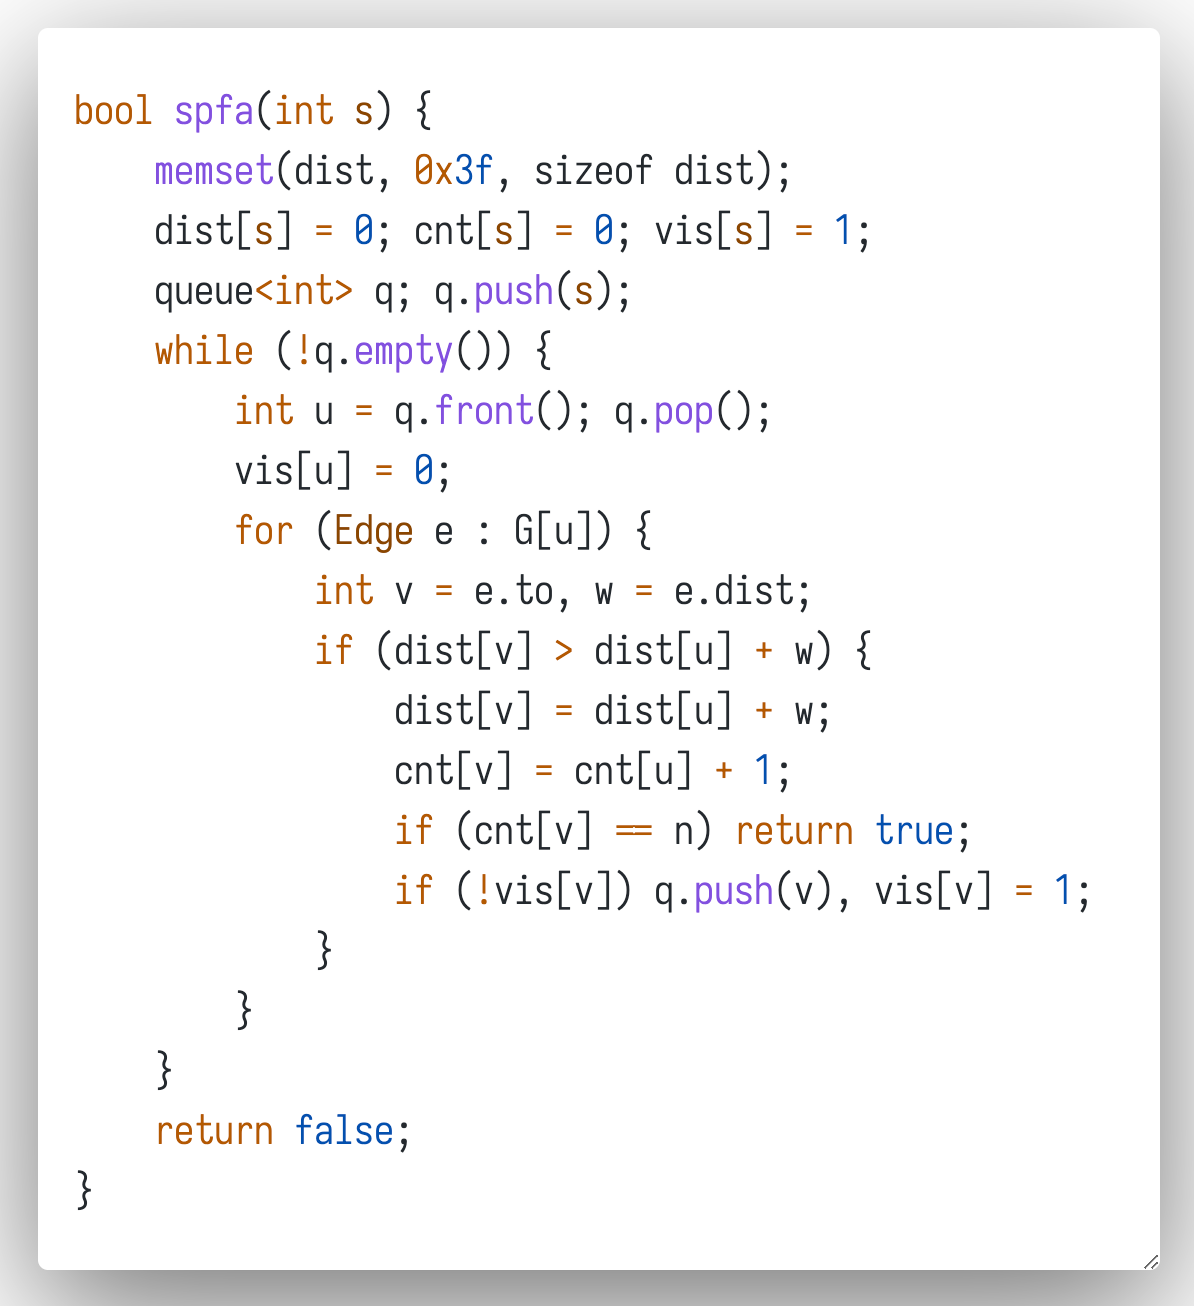 bool spfa(int s) {
    memset(dist, 0x3f, sizeof dist);
    dist[s] = 0; cnt[s] = 0; vis[s] = 1;
    queue<int> q; q.push(s);
    while (!q.empty()) {
        int u = q.front(); q.pop();
        vis[u] = 0;
        for (Edge e : G[u]) {
            int v = e.to, w = e.dist;
            if (dist[v] > dist[u] + w) {
                dist[v] = dist[u] + w;
                cnt[v] = cnt[u] + 1;
                if (cnt[v] == n) return true;
                if (!vis[v]) q.push(v), vis[v] = 1;
            }
        }
    }
    return false;
}